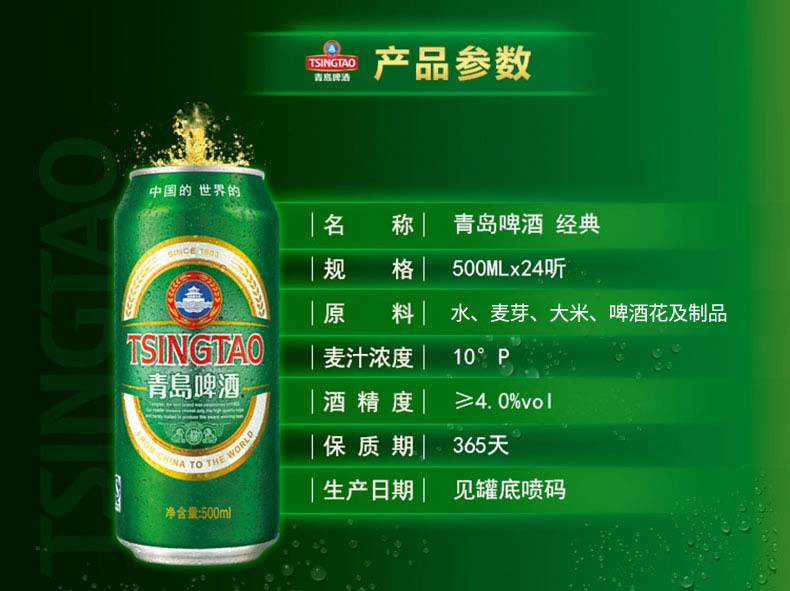 TSINGTAO
青島啤酒
产品参数
TSINGTAO
中国的 世界的
SINCE 1903
TSINGTAO
青島啤酒
FROM CHINA TO THE WORLD
净含量:500ml
名 称 青岛啤酒 经典
规 格 500MLx24听
原 料 水、麦芽、大米、啤酒花及制品
麦汁浓度 10°P
酒 精 度 ≥4.0%vol
保 质 期 365天
生产日期 见罐底喷码